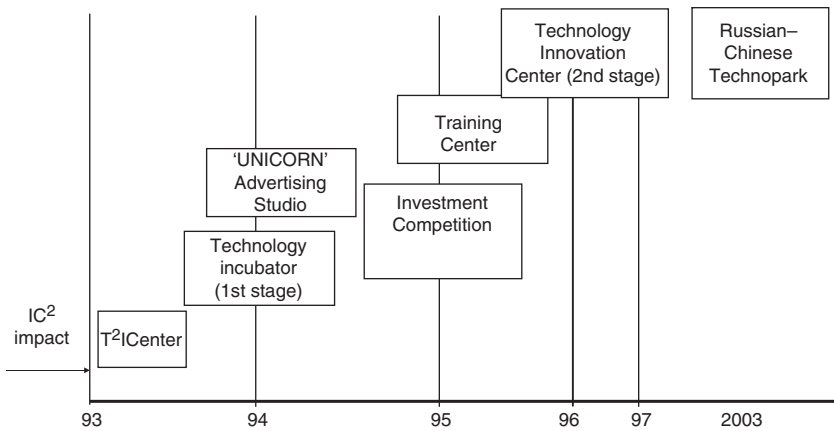 Technology
Innovation
Center (2nd stage)
Russian–
Chinese
Technopark
Training
Center
'UNICORN'
Advertising
Studio
Investment
Competition
Technology
incubator
(1st stage)
IC²
impact
T²ICenter
93
94
95
96
97
2003